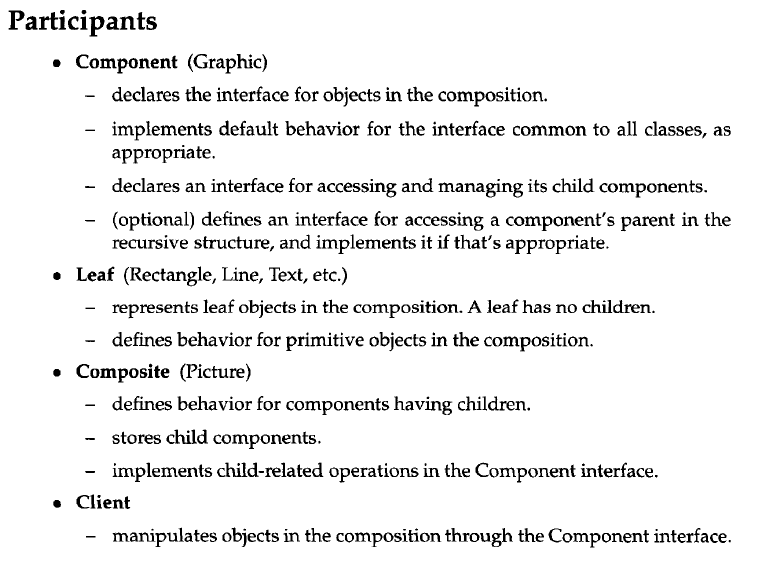 Participants
• Component (Graphic)
– declares the interface for objects in the composition.
– implements default behavior for the interface common to all classes, as
appropriate.
– declares an interface for accessing and managing its child components.
– (optional) defines an interface for accessing a component's parent in the
recursive structure, and implements it if that's appropriate.
• Leaf (Rectangle, Line, Text, etc.)
– represents leaf objects in the composition. A leaf has no children.
– defines behavior for primitive objects in the composition.
• Composite (Picture)
– defines behavior for components having children.
– stores child components.
– implements child-related operations in the Component interface.
• Client
– manipulates objects in the composition through the Component interface.